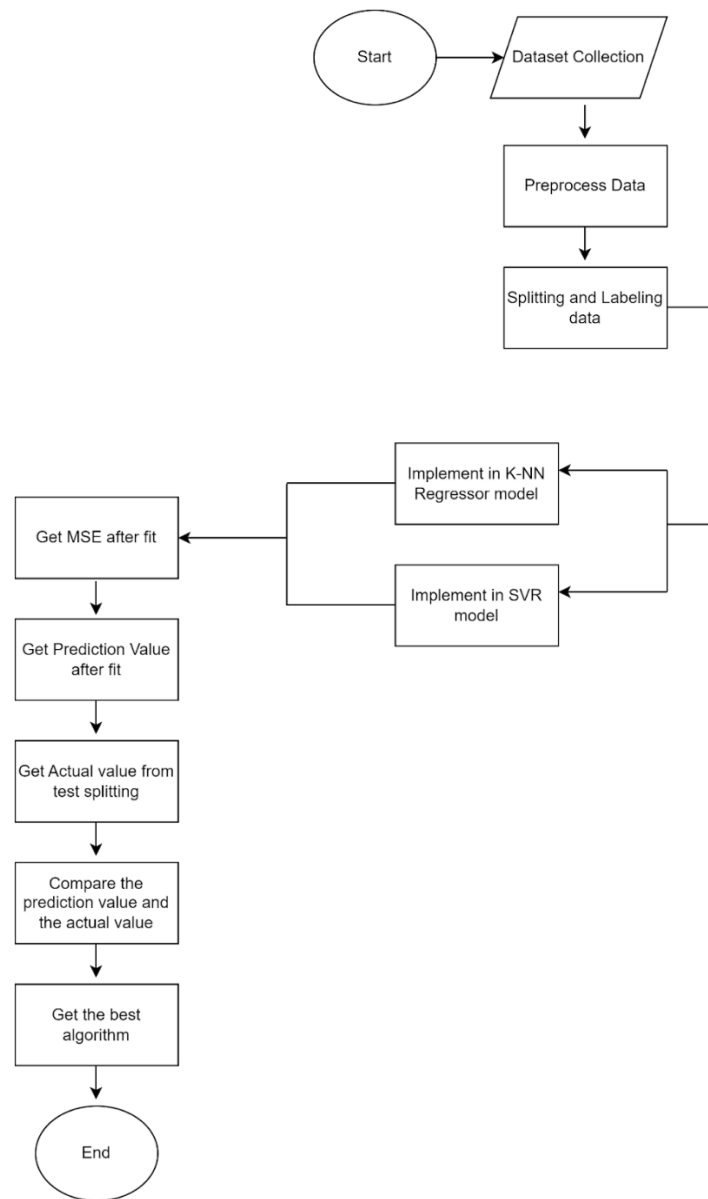 Start
Dataset Collection
Preprocess Data
Splitting and Labeling
data
Implement in K-NN
Regressor model
Implement in SVR
model
Get MSE after fit
Get Prediction Value
after fit
Get Actual value from
test splitting
Compare the
prediction value and
the actual value
Get the best
algorithm
End